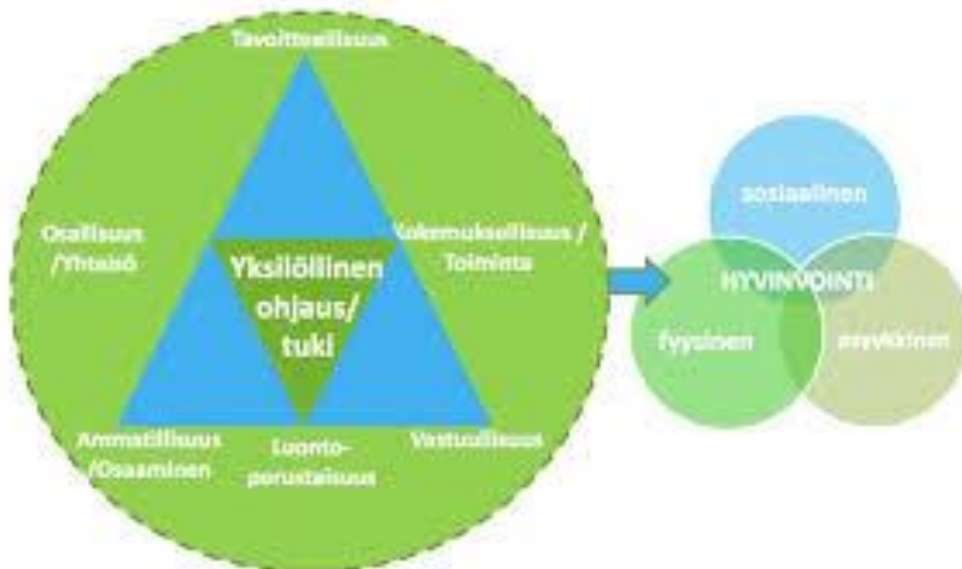 Tavoitteellisuus
Osallisuus
/Yhteisö
Kokemuksellisuus /
Toiminta
Yksilöllinen
ohjaus/
tuki
Ammatillisuus
/Osaaminen
Luonto-
perustaisuus
Vastuullisuus
sosiaalinen
HYVINVOINTI
fyysinen
psyykkinen